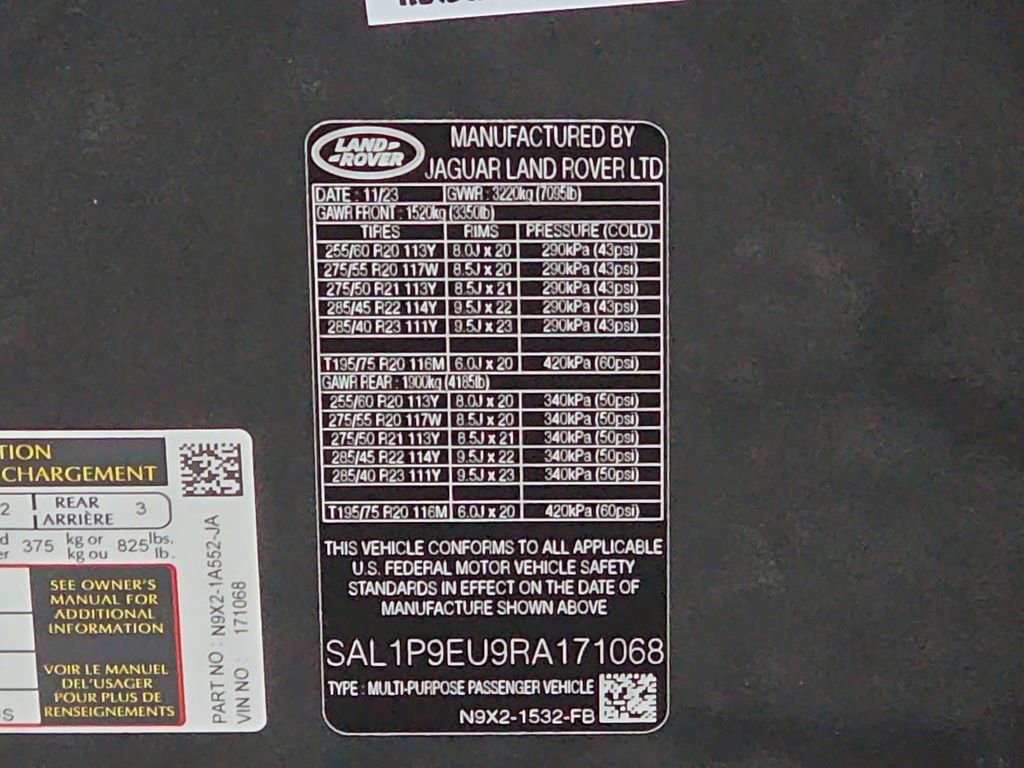 LAND
ROVER
MANUFACTURED BY
JAGUAR LAND ROVER LTD
DATE : 11/23 GVWR : 3220kg (7095lb)
GAWR FRONT : 1520kg (3350lb)
TIRES RIMS PRESSURE (COLD)
255/60 R20 113Y 8.0J x 20 290kPa (43psi)
275/55 R20 117W 8.5J x 20 290kPa (43psi)
275/50 R21 113Y 8.5J x 21 290kPa (43psi)
285/45 R22 114Y 9.5J x 22 290kPa (43psi)
285/40 R23 111Y 9.5J x 23 290kPa (43psi)
T195/75 R20 116M 6.0J x 20 420kPa (60psi)
GAWR REAR : 1900kg (4185lb)
255/60 R20 113Y 8.0J x 20 340kPa (50psi)
275/55 R20 117W 8.5J x 20 340kPa (50psi)
275/50 R21 113Y 8.5J x 21 340kPa (50psi)
285/45 R22 114Y 9.5J x 22 340kPa (50psi)
285/40 R23 111Y 9.5J x 23 340kPa (50psi)
T195/75 R20 116M 6.0J x 20 420kPa (60psi)
THIS VEHICLE CONFORMS TO ALL APPLICABLE
U.S. FEDERAL MOTOR VEHICLE SAFETY
STANDARDS IN EFFECT ON THE DATE OF
MANUFACTURE SHOWN ABOVE
SAL1P9EU9RA171068
TYPE : MULTI-PURPOSE PASSENGER VEHICLE
N9X2-1532-FB
TION
CHARGEMENT
2 REAR 3
ARRIÈRE
375 kg or 825 lbs.
kg ou lb.
SEE OWNER'S
MANUAL FOR
ADDITIONAL
INFORMATION
VOIR LE MANUEL
DEL'USAGER
POUR PLUS DE
RENSEIGNEMENTS
PART NO : N9X2-1A552-JA
VIN NO : 171068